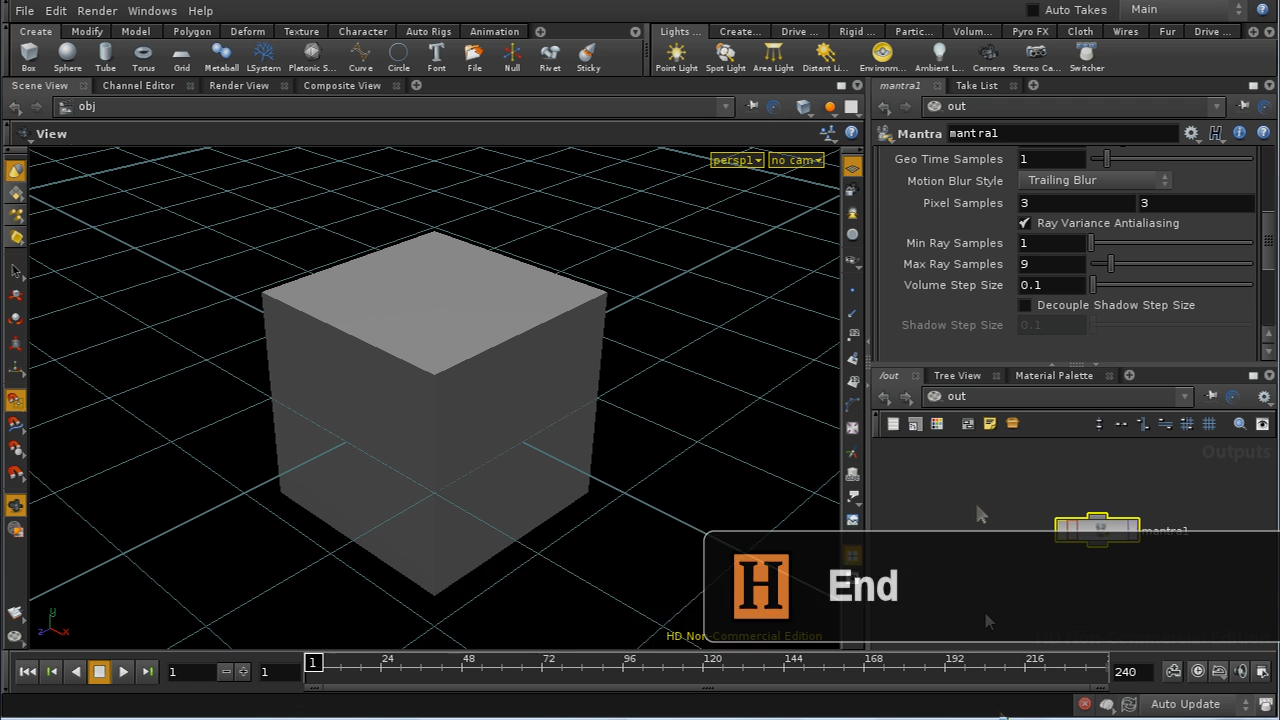 File Edit Render Windows Help Auto Takes Main
Create Modify Model Polygon Deform Texture Character Auto Rigs Animation Lights... Create... Drive ... Rigid ... Partic... Volum... Pyro FX Cloth Wires Fur Drive ...
Box Sphere Tube Torus Grid Metaball LSystem Platonic S... Curve Circle Font File Null Rivet Sticky Point Light Spot Light Area Light Distant Li... Environm... Ambient L... Camera Stereo Ca... Switcher
Scene View Channel Editor Render View Composite View mantra1 Take List
obj out
View Mantra mantra1
persp1 no cam
Geo Time Samples 1
Motion Blur Style Trailing Blur
Pixel Samples 3 3
Ray Variance Antialiasing
Min Ray Samples 1
Max Ray Samples 9
Volume Step Size 0.1
Decouple Shadow Step Size
Shadow Step Size 0.1
/out Tree View Material Palette
out
Outputs
mantra1
H End
HD Non-Commercial Edition
y
z x
1 1 1 24 48 72 96 120 144 168 192 216 240
Auto Update